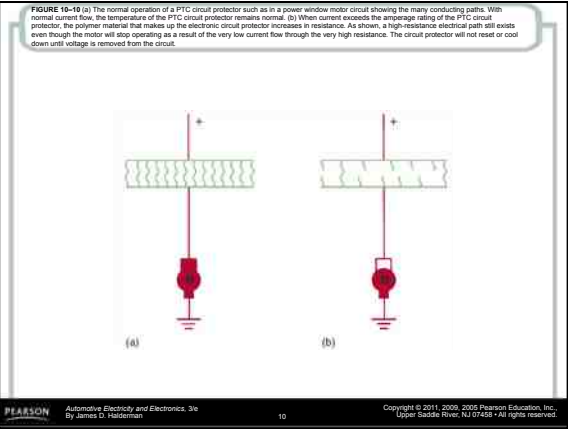 FIGURE 10–10 (a) The normal operation of a PTC circuit protector such as in a power window motor circuit showing the many conducting paths. With
normal current flow, the temperature of the PTC circuit protector remains normal. (b) When current exceeds the amperage rating of the PTC circuit
protector, the polymer material that makes up the electronic circuit protector increases in resistance. As shown, a high-resistance electrical path still exists
even though the motor will stop operating as a result of the very low current flow through the very high resistance. The circuit protector will not reset or cool
down until voltage is removed from the circuit.
+ +
(a) (b)
PEARSON
Automotive Electricity and Electronics, 3/e
By James D. Halderman
10
Copyright © 2011, 2009, 2005 Pearson Education, Inc.,
Upper Saddle River, NJ 07458 • All rights reserved.